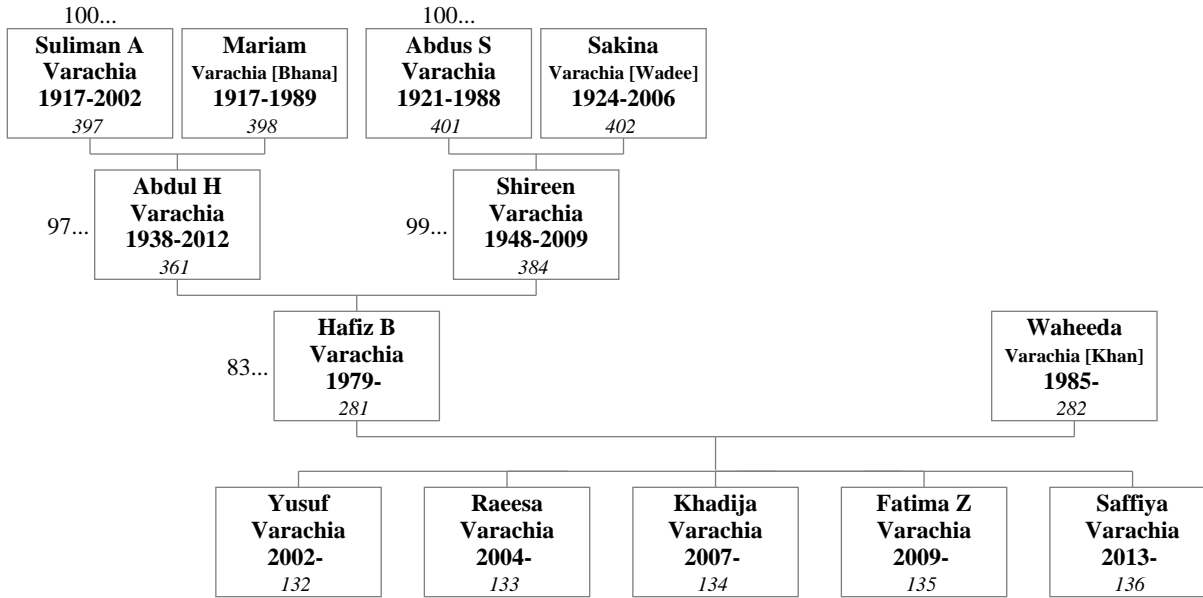 100...
100...
Suliman A
Varachia
1917-2002
397
Mariam
Varachia [Bhana]
1917-1989
398
Abdus S
Varachia
1921-1988
401
Sakina
Varachia [Wadee]
1924-2006
402
97...
Abdul H
Varachia
1938-2012
361
99...
Shireen
Varachia
1948-2009
384
83...
Hafiz B
Varachia
1979-
281
Waheeda
Varachia [Khan]
1985-
282
Yusuf
Varachia
2002-
132
Raeesa
Varachia
2004-
133
Khadija
Varachia
2007-
134
Fatima Z
Varachia
2009-
135
Saffiya
Varachia
2013-
136